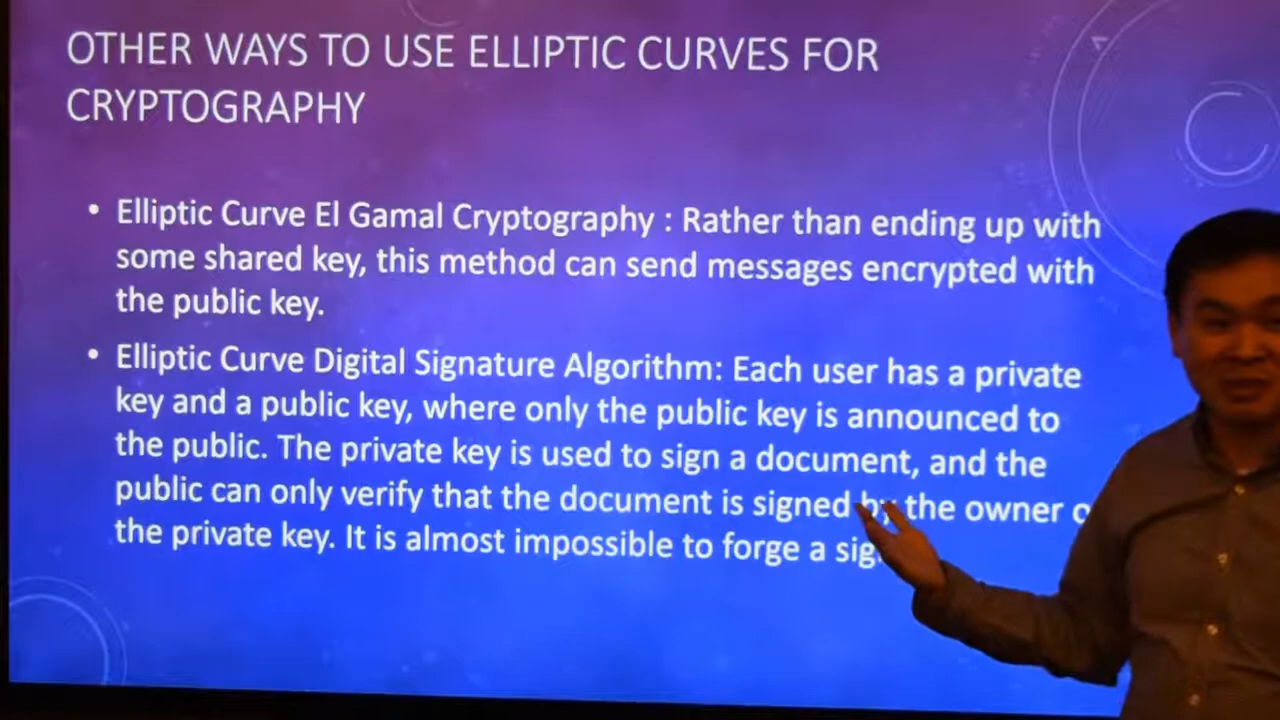 OTHER WAYS TO USE ELLIPTIC CURVES FOR
CRYPTOGRAPHY
• Elliptic Curve El Gamal Cryptography : Rather than ending up with
some shared key, this method can send messages encrypted with
the public key.
• Elliptic Curve Digital Signature Algorithm: Each user has a private
key and a public key, where only the public key is announced to
the public. The private key is used to sign a document, and the
public can only verify that the document is signed by the owner
the private key. It is almost impossible to forge a